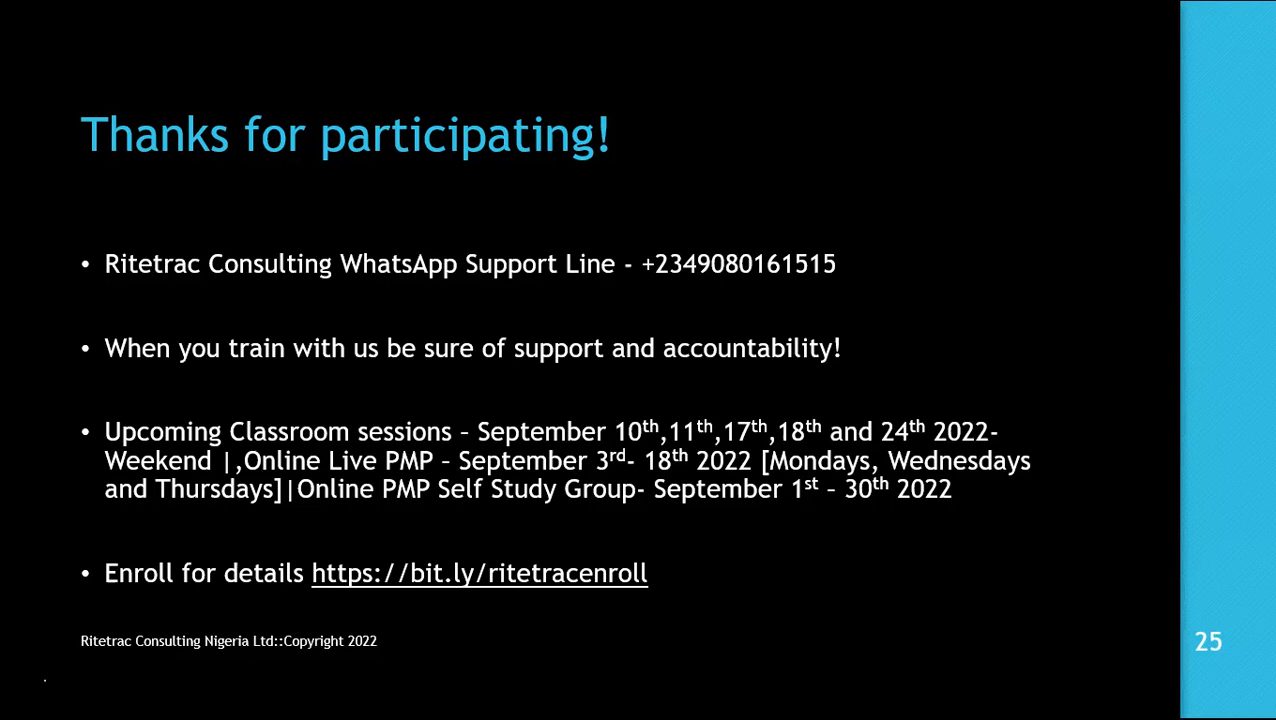 Thanks for participating!
• Ritetrac Consulting WhatsApp Support Line - +2349080161515
• When you train with us be sure of support and accountability!
• Upcoming Classroom sessions – September 10th,11th,17th,18th and 24th 2022-
Weekend |,Online Live PMP – September 3rd- 18th 2022 [Mondays, Wednesdays
and Thursdays]|Online PMP Self Study Group- September 1st – 30th 2022
• Enroll for details https://bit.ly/ritetracenroll
Ritetrac Consulting Nigeria Ltd::Copyright 2022
25
.